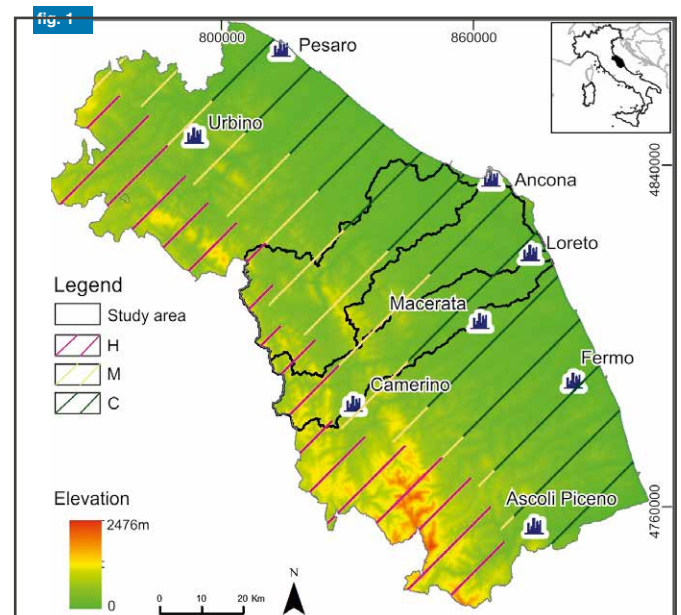 fig. 1
800000
860000
Pesaro
Urbino
4840000
Ancona
Loreto
Legend
Study area
H
M
C
Macerata
Fermo
Camerino
Elevation
2476m
0
Ascoli Piceno
4760000
N
0 10 20 Km